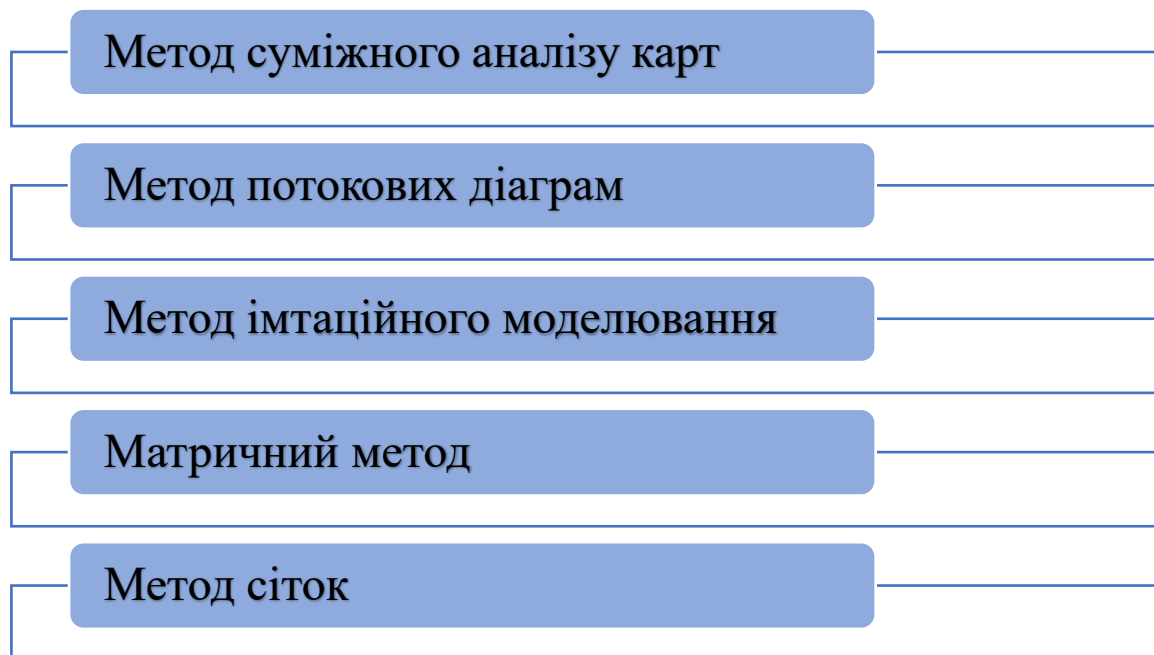 Метод суміжного аналізу карт
Метод потокових діаграм
Метод імтаційного моделювання
Матричний метод
Метод сіток